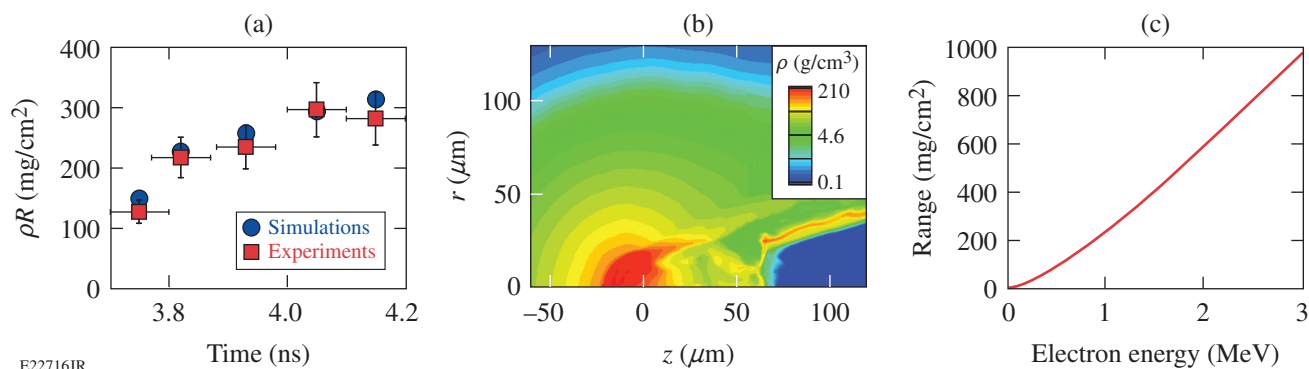 (a)
400
300
200
100
0
ρR (mg/cm²)
3.8
4.0
4.2
Time (ns)
Simulations
Experiments
E22716JR
(b)
100
50
0
r (μm)
–50
0
50
100
z (μm)
ρ (g/cm³)
210
4.6
0.1
(c)
1000
800
600
400
200
0
Range (mg/cm²)
0
1
2
3
Electron energy (MeV)